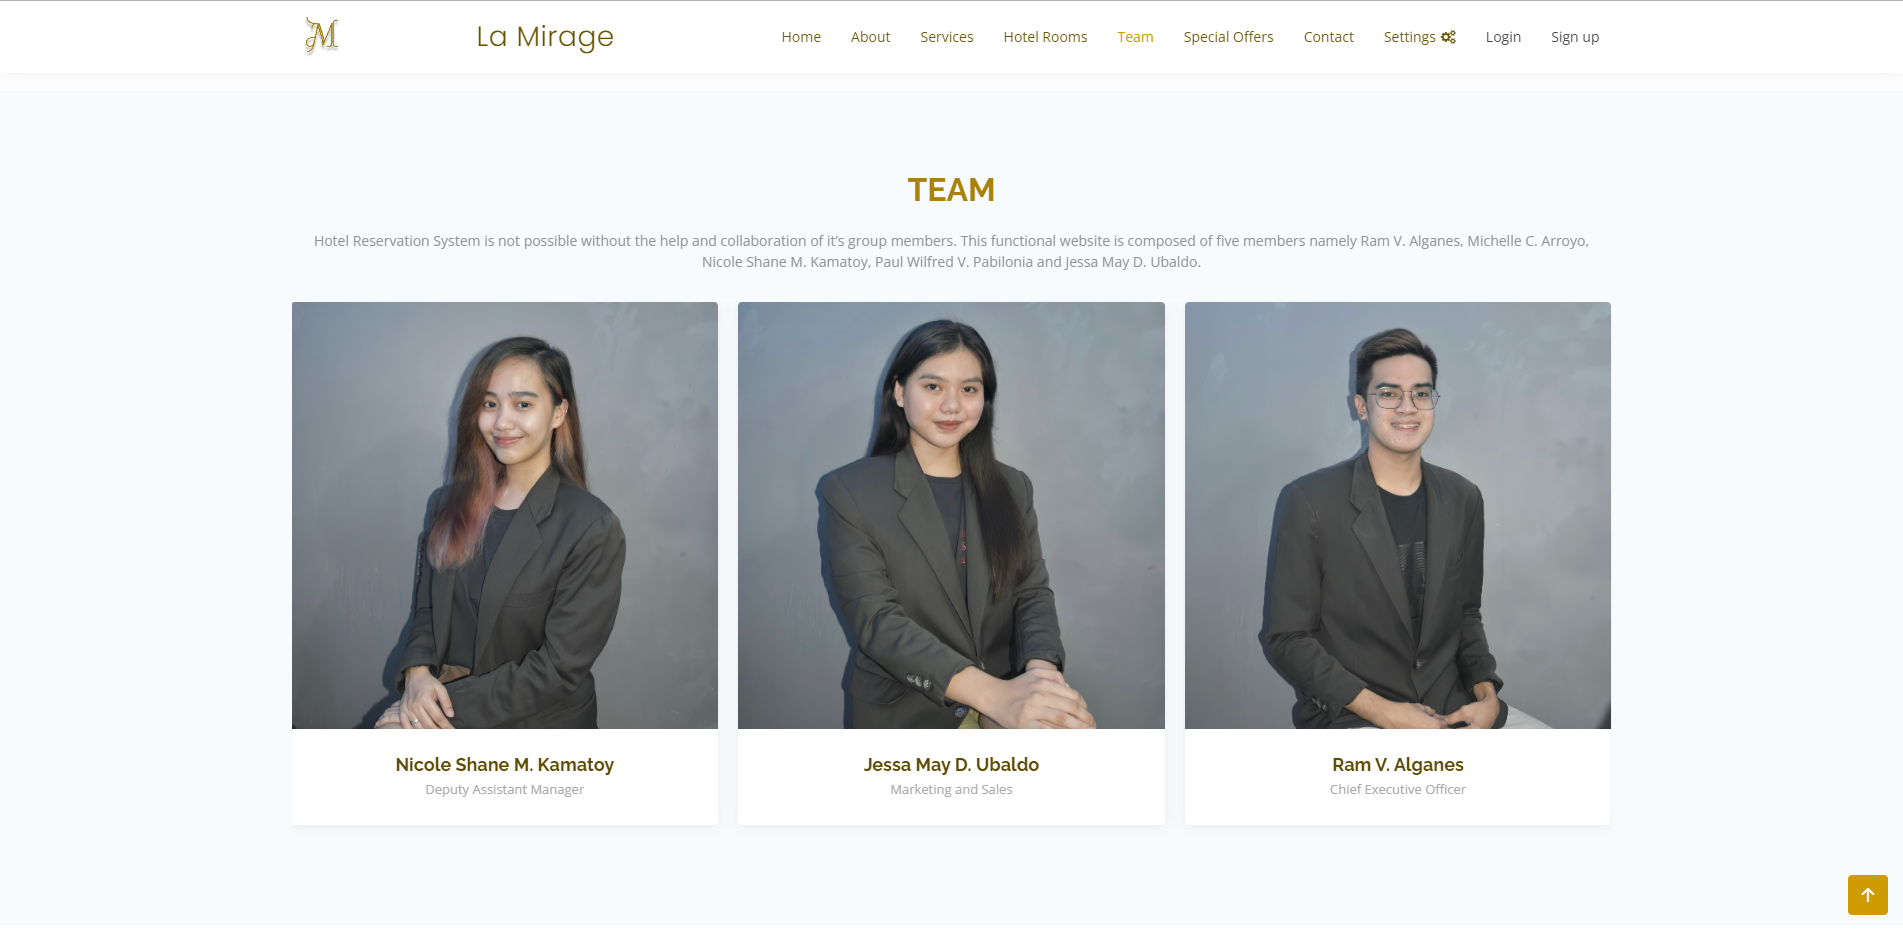 M La Mirage Home About Services Hotel Rooms Team Special Offers Contact Settings Login Sign up
TEAM
Hotel Reservation System is not possible without the help and collaboration of it's group members. This functional website is composed of five members namely Ram V. Alganes, Michelle C. Arroyo,
Nicole Shane M. Kamatoy, Paul Wilfred V. Pabilonia and Jessa May D. Ubaldo.
Nicole Shane M. Kamatoy
Deputy Assistant Manager
Jessa May D. Ubaldo
Marketing and Sales
Ram V. Alganes
Chief Executive Officer